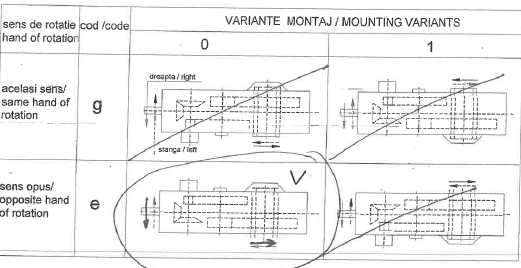 sens de rotatie
hand of rotation
cod /code
VARIANTE MONTAJ / MOUNTING VARIANTS
0
1
acelasi sens/
same hand of
rotation
g
dreapta / right
stanga / left
sens opus/
opposite hand
of rotation
e